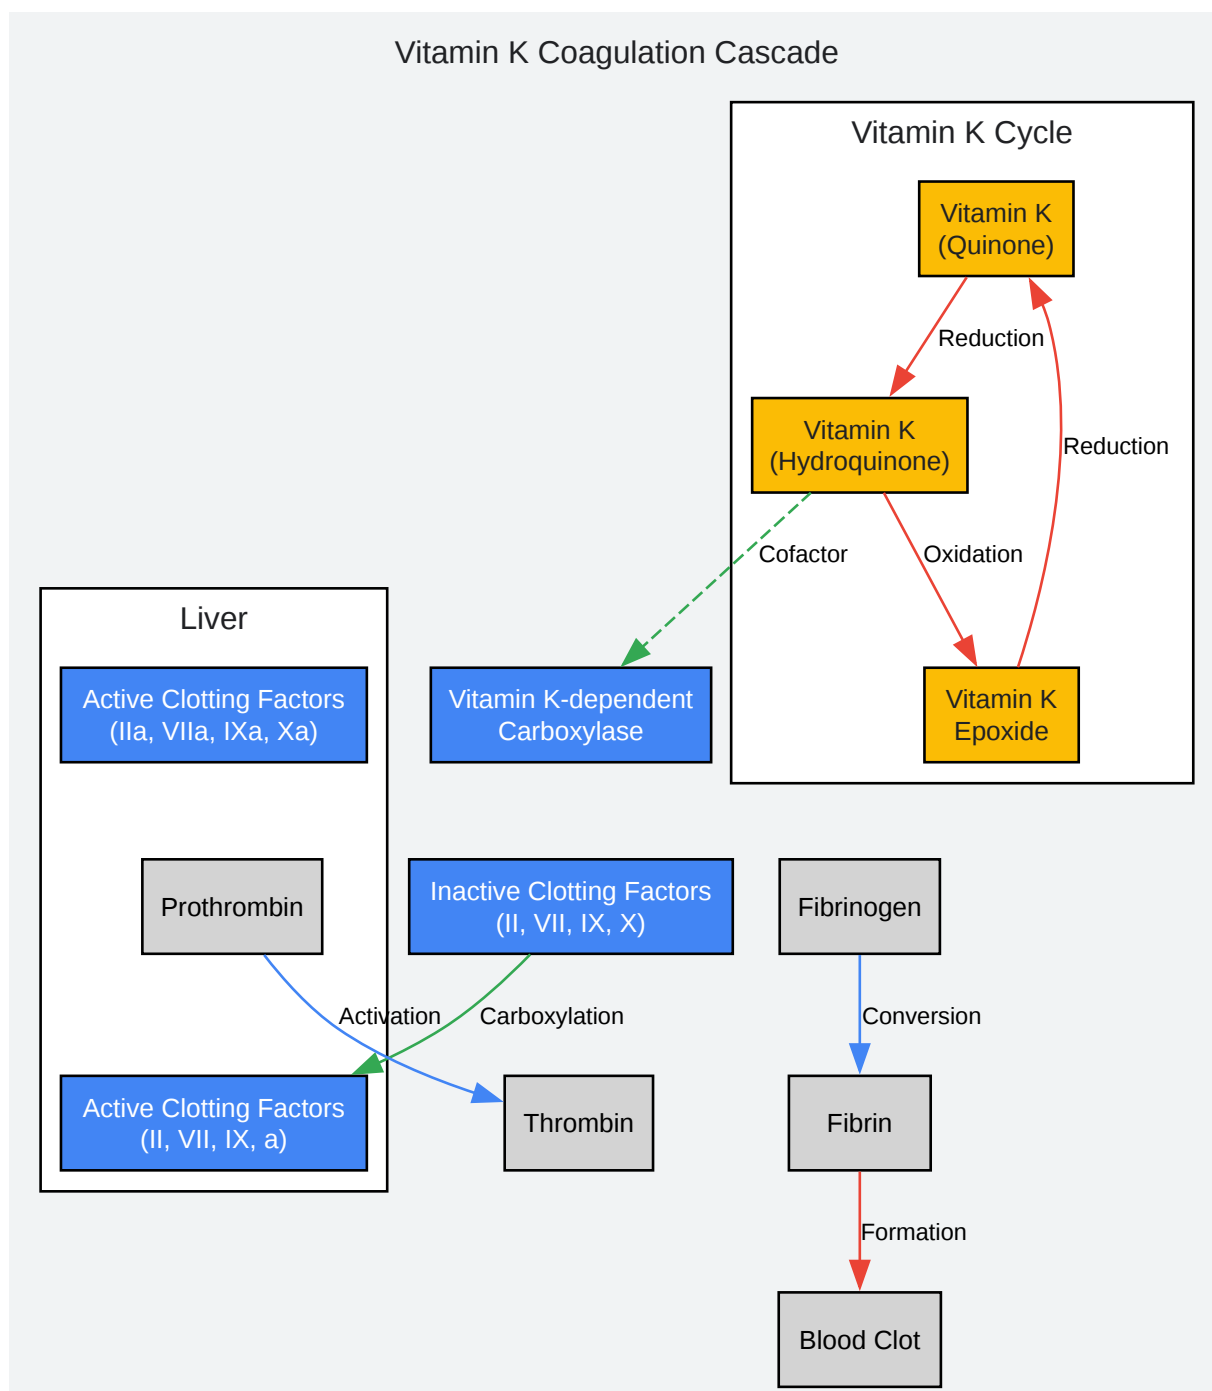 Vitamin K Coagulation Cascade
Vitamin K Cycle
Vitamin K
(Quinone)
Reduction
Vitamin K
(Hydroquinone)
Reduction
Cofactor
Oxidation
Liver
Active Clotting Factors
(IIa, VIIa, IXa, Xa)
Vitamin K-dependent
Carboxylase
Vitamin K
Epoxide
Prothrombin
Inactive Clotting Factors
(II, VII, IX, X)
Fibrinogen
Activation
Carboxylation
Conversion
Active Clotting Factors
(II, VII, IX, a)
Thrombin
Fibrin
Formation
Blood Clot